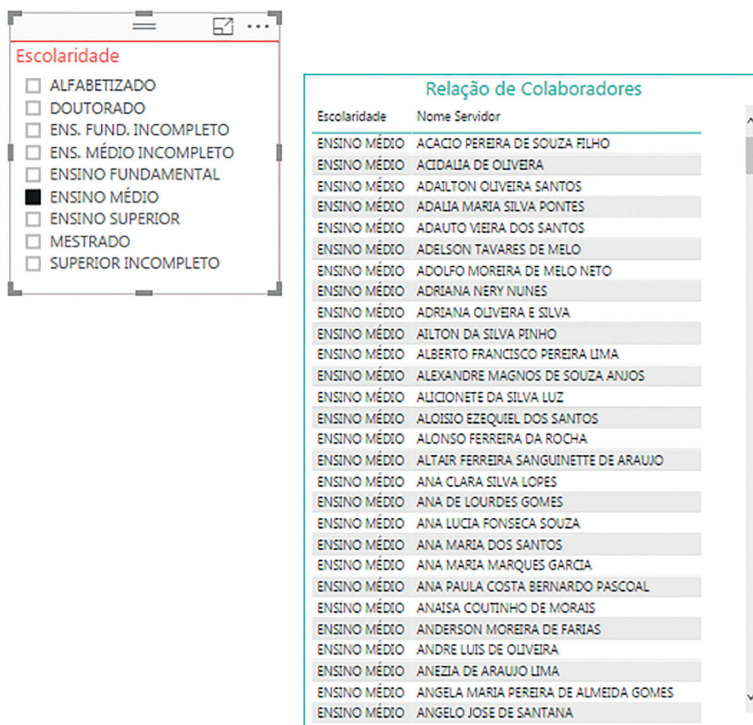 Escolaridade
ALFABETIZADO
DOUTORADO
ENS. FUND. INCOMPLETO
ENS. MÉDIO INCOMPLETO
ENSINO FUNDAMENTAL
ENSINO MÉDIO
ENSINO SUPERIOR
MESTRADO
SUPERIOR INCOMPLETO
Relação de Colaboradores
Escolaridade Nome Servidor
ENSINO MÉDIO ACACIO PEREIRA DE SOUZA FILHO
ENSINO MÉDIO ACIDALIA DE OLIVEIRA
ENSINO MÉDIO ADAILTON OLIVEIRA SANTOS
ENSINO MÉDIO ADALIA MARIA SILVA PONTES
ENSINO MÉDIO ADAUTO VIEIRA DOS SANTOS
ENSINO MÉDIO ADELSON TAVARES DE MELO
ENSINO MÉDIO ADOLFO MOREIRA DE MELO NETO
ENSINO MÉDIO ADRIANA NERY NUNES
ENSINO MÉDIO ADRIANA OLIVEIRA E SILVA
ENSINO MÉDIO AILTON DA SILVA PINHO
ENSINO MÉDIO ALBERTO FRANCISCO PEREIRA LIMA
ENSINO MÉDIO ALEXANDRE MAGNOS DE SOUZA ANJOS
ENSINO MÉDIO ALICIONETE DA SILVA LUZ
ENSINO MÉDIO ALOISIO EZEQUIEL DOS SANTOS
ENSINO MÉDIO ALONSO FERREIRA DA ROCHA
ENSINO MÉDIO ALTAIR FERREIRA SANGUINETTE DE ARAUJO
ENSINO MÉDIO ANA CLARA SILVA LOPES
ENSINO MÉDIO ANA DE LOURDES GOMES
ENSINO MÉDIO ANA LUCIA FONSECA SOUZA
ENSINO MÉDIO ANA MARIA DOS SANTOS
ENSINO MÉDIO ANA MARIA MARQUES GARCIA
ENSINO MÉDIO ANA PAULA COSTA BERNARDO PASCOAL
ENSINO MÉDIO ANAISA COUTINHO DE MORAIS
ENSINO MÉDIO ANDERSON MOREIRA DE FARIAS
ENSINO MÉDIO ANDRE LUIS DE OLIVEIRA
ENSINO MÉDIO ANEZIA DE ARAUJO LIMA
ENSINO MÉDIO ANGELA MARIA PEREIRA DE ALMEIDA GOMES
ENSINO MÉDIO ANGELO JOSE DE SANTANA